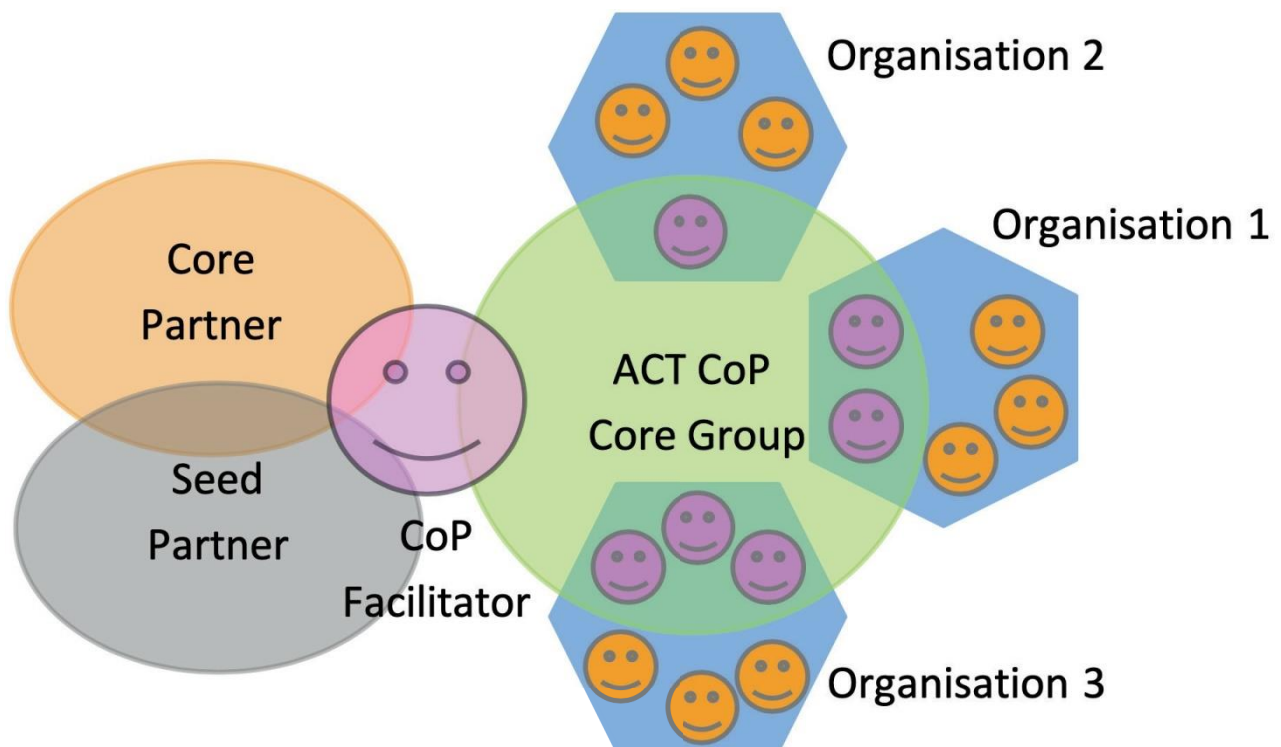 Organisation 2
Organisation 1
Core
Partner
ACT CoP
Core Group
Seed
Partner
CoP
Facilitator
Organisation 3